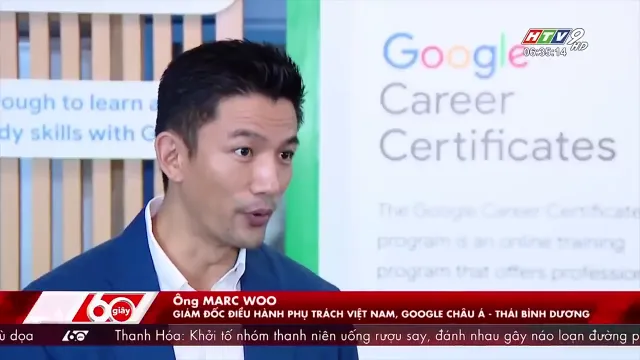 HTV9 HD
06:35:14
Google
Career
Certificates
rough to learn a
dy skills with G
The Google Career Certificate
program is an online training
program that offers profession
60 giây
Ông MARC WOO
GIÁM ĐỐC ĐIỀU HÀNH PHỤ TRÁCH VIỆT NAM, GOOGLE CHÂU Á - THÁI BÌNH DƯƠNG
ù dọa
Thanh Hóa: Khởi tố nhóm thanh niên uống rượu say, đánh nhau gây náo loạn đường p